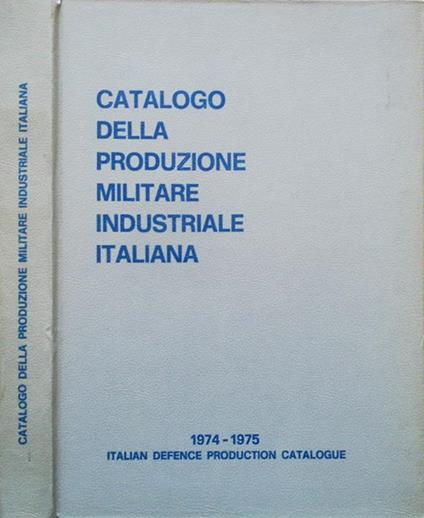 CATALOGO DELLA PRODUZIONE MILITARE INDUSTRIALE ITALIANA
CATALOGO
DELLA
PRODUZIONE
MILITARE
INDUSTRIALE
ITALIANA
1974-1975
ITALIAN DEFENCE PRODUCTION CATALOGUE